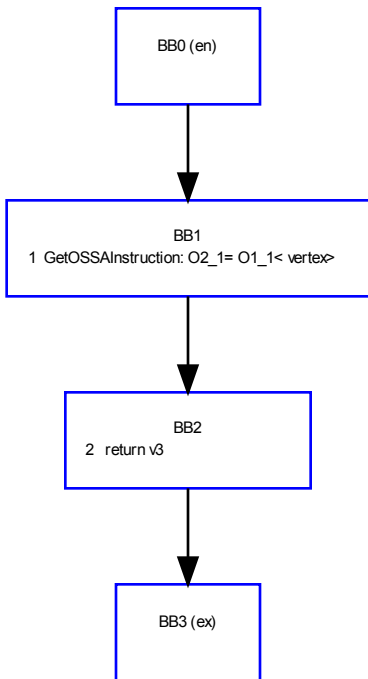 BB0 (en)
BB1
1 GetOSSAInstruction: O2_1= O1_1< vertex>
BB2
2 return v3
BB3 (ex)